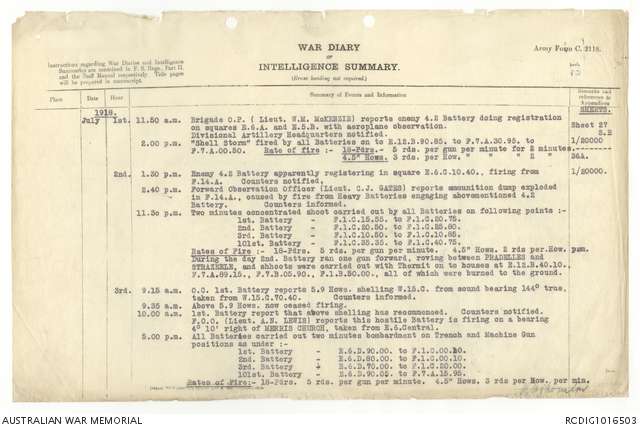 WAR DIARY
OF
INTELLIGENCE SUMMARY.
(Erase heading not required.)
Army Form C. 2118.
Instructions regarding War Diaries and Intelligence
Summaries are contained in F. S. Regs., Part II.
and the Staff Manual respectively. Title pages
will be prepared in manuscript.
Place Date Hour Summary of Events and Information Remarks and references to Appendices
1918. SHEETS.
July 1st. 11.50 a.m. Brigade O.P. ( Lieut. W.M. McKENZIE) reports enemy 4.2 Battery doing registration
on squares E.6.A. and E.5.B. with aeroplane observation. Sheet 27
Divisional Artillery Headquarters notified. S.E
2.00 p.m. "Shell Storm" fired by all Batteries on to E.12.B.90.85. to F.7.A.30.95. to 1/20000
F.7.A.00.50. Rate of fire :- 18-Pdrs.- 5 rds. per gun per minute for 2 minutes.
4.5" Hows. 3 rds. per How. " " 2 " 36A.
2nd. 1.30 p.m. Enemy 4.2 Battery apparently registering in square E.6.C.10.40., firing from 1/20000.
F.14.A. Counters notified.
2.40 p.m. Forward Observation Officer (Lieut. C.J. GATES) reports ammunition dump exploded
in F.14.A., caused by fire from Heavy Batteries engaging abovementioned 4.2
Battery. Counters informed.
11.30 p.m. Two minutes concentrated shoot carried out by all Batteries on following points :-
1st. Battery - F.1.C.15.55. to F.1.C.20.75.
2nd. Battery - F.1.C.25.50. to F.1.C.10.85.
3rd. Battery - F.1.C.10.50. to F.1.C.25.80.
101st. Battery - F.1.C.35.35. to F.1.C.40.75.
Rates of Fire :- 18-Pdrs. 5 rds. per gun per minute. 4.5" Hows. 2 rds per.How. p.m.
During the day 2nd. Battery ran one gun forward, moving between PRADELLES and
STRAZEELE, and shhoots were carried out with Thermit on to houses at E.12.B.40.10.,
F.7.A.89.15., F.7.B.05.90., F.1.B.50.00., all of which were burned to the ground.
3rd. 9.15 a.m. O.C. 1st. Battery reports 5.9 Hows shelling W.15.C. from sound bearing 144° true,
taken from W.15.C.70.40. Counters informed.
9.35 a.m. Above 5.9 Hows. now ceased firing.
10.00 a.m. 1st. Battery report that above shelling has recommenced. Counters notified.
F.O.O. (Lieut. A.N. LEWIS) reports this hostile Battery is firing on a bearing
4° 10' right of MERRIS CHURCH, taken from E.5.Central.
5.00 p.m. All Batteries carried out two minutes bombardment on Trench and Machine Gun
positions as under :-
1st. Battery - E.6.D.90.00. to F.1.C.00.10.
2nd. Battery - E.6.D.80.00. to F.1.C.00.10.
3rd. Battery - E.6.D.70.00. to F.1.C.20.00.
101st. Battery - E.6.D.90.05 to F.7.A.15.95.
Rates of Fire:- 18-Pdrs. 5 rds. per gun per minute. 4.5" Hows. 3 rds per How. per min.
AUSTRALIAN WAR MEMORIAL
RCDIG1016503